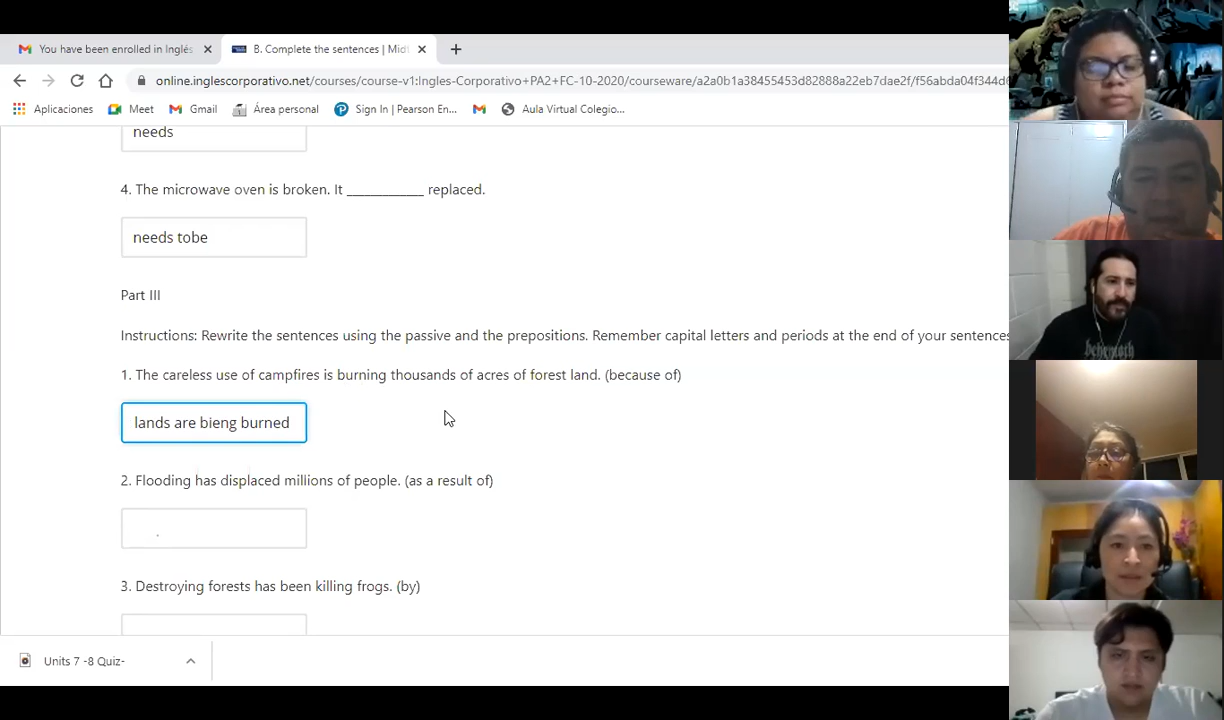 You have been enrolled in Inglés
B. Complete the sentences | Midt
online.inglescorporativo.net/courses/course-v1:Ingles-Corporativo+PA2+FC-10-2020/courseware/a2a0b1a38455453d82888a22eb7dae2f/f56abda04f344d0
Aplicaciones
Meet
Gmail
Área personal
Sign In | Pearson En...
Aula Virtual Colegio...
needs
4. The microwave oven is broken. It ____________ replaced.
needs tobe
Part III
Instructions: Rewrite the sentences using the passive and the prepositions. Remember capital letters and periods at the end of your sentences
1. The careless use of campfires is burning thousands of acres of forest land. (because of)
lands are bieng burned
2. Flooding has displaced millions of people. (as a result of)
.
3. Destroying forests has been killing frogs. (by)
Units 7 -8 Quiz-
behemoth